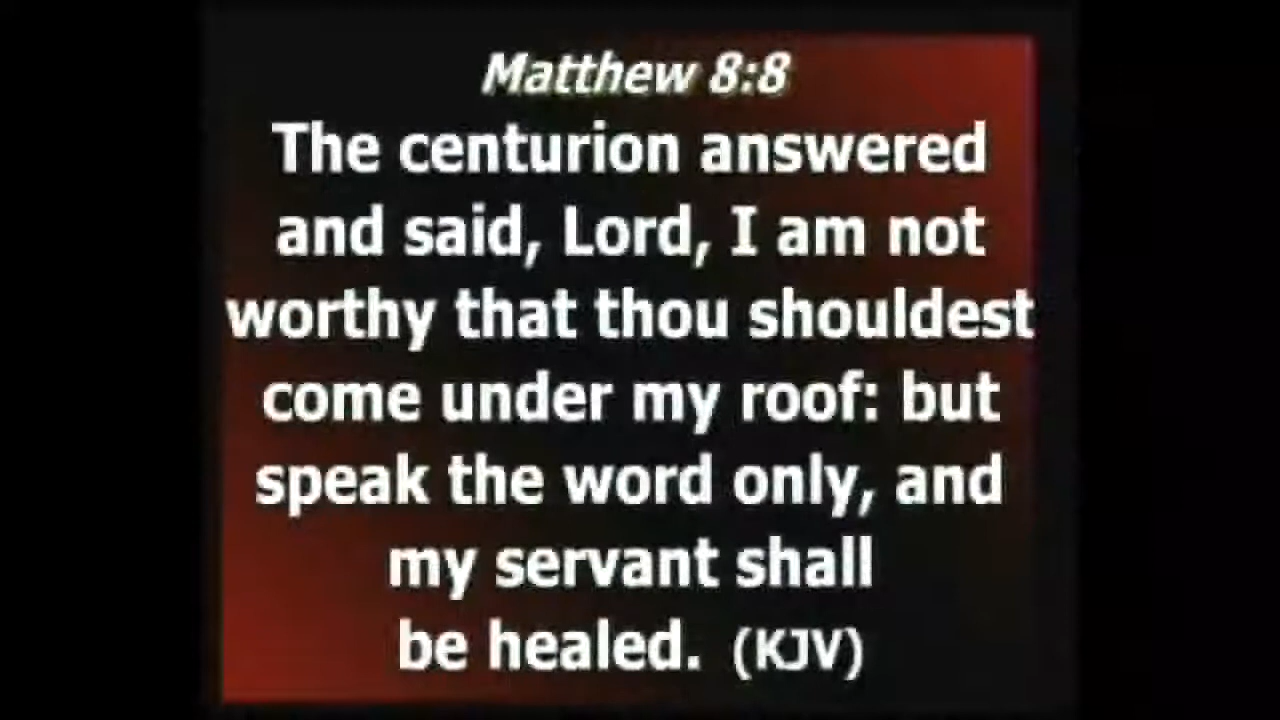 Matthew 8:8
The centurion answered
and said, Lord, I am not
worthy that thou shouldest
come under my roof: but
speak the word only, and
my servant shall
be healed. (KJV)